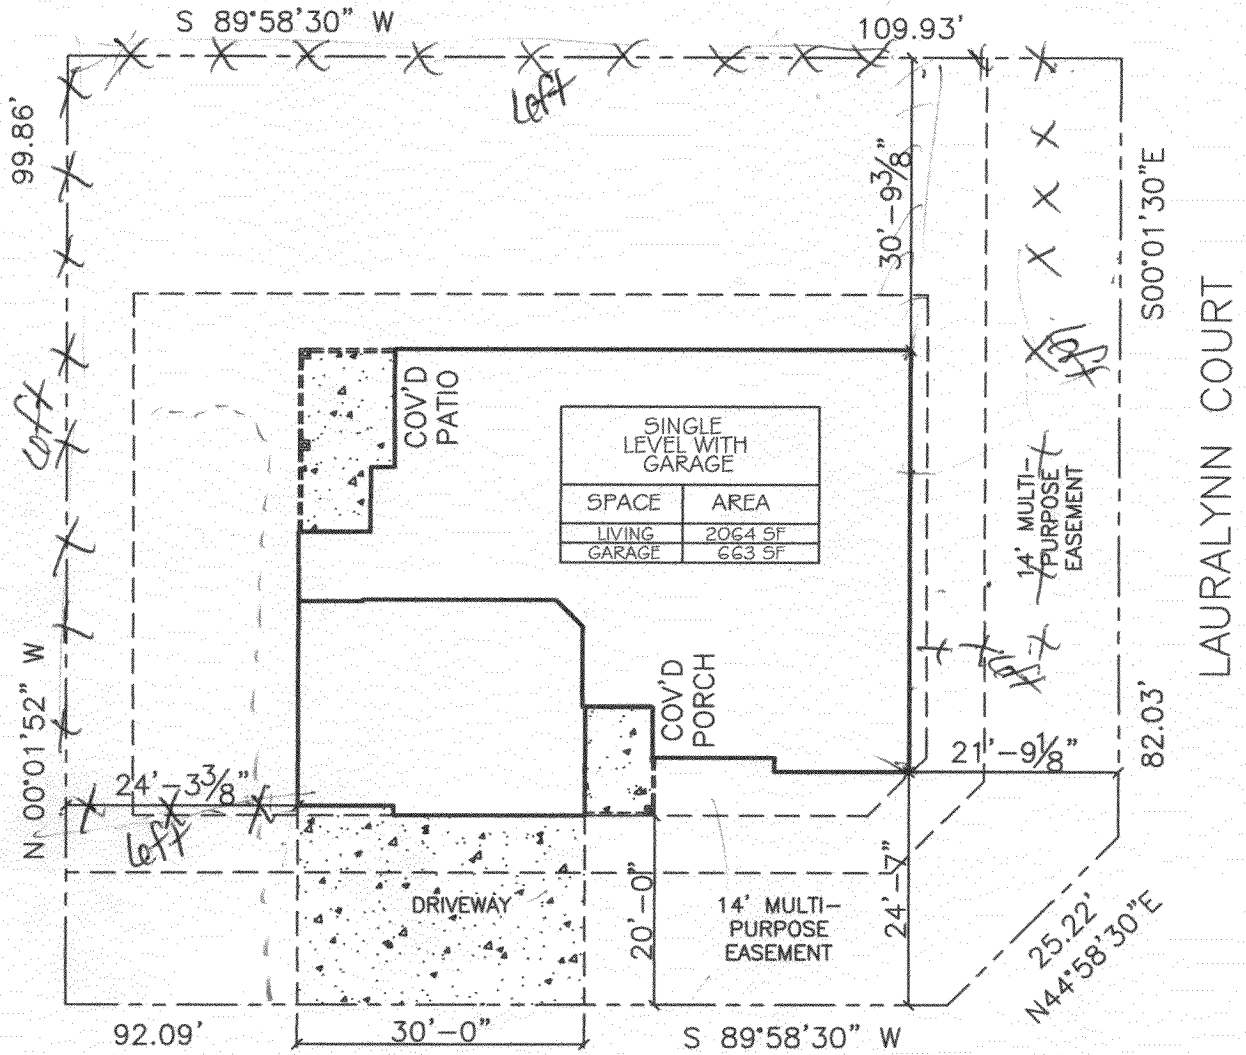 S 89°58'30" W
109.93'
99.86'
left
30'-9 3/8"
S00°01'30"E
LAURALYNN COURT
COV'D
PATIO
SINGLE
LEVEL WITH
GARAGE
SPACE AREA
LIVING 2064 SF
GARAGE 663 SF
14' MULTI-
PURPOSE
EASEMENT
COV'D
PORCH
N 00°01'52" W
24'-3 3/8"
left
21'-9 1/8"
82.03'
DRIVEWAY
20'-0"
14' MULTI-
PURPOSE
EASEMENT
24'-7"
25.22'
N44°58'30"E
92.09'
30'-0"
S 89°58'30" W